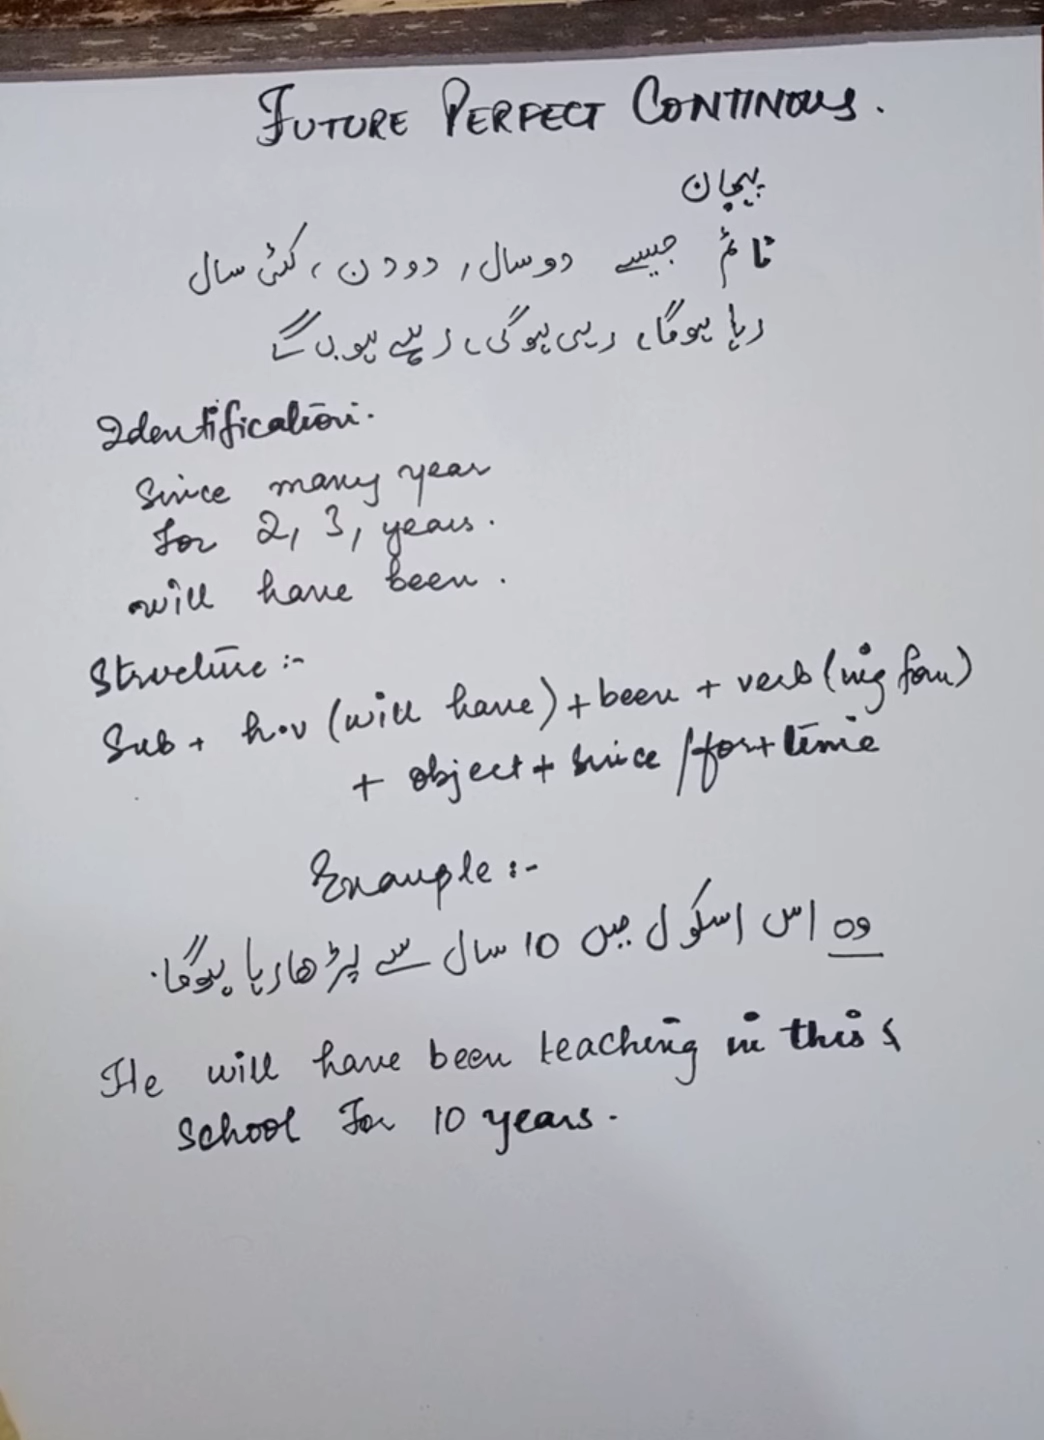 FUTURE PERFECT CONTINOUS.
پہچان
ٹائم جیسے دو سال، دو دن، کئی سال
رہا ہوگا، رہی ہوگی، رہے ہوں گے
Identification.
Since many year
For 2, 3, years.
will have been.
Structure :-
Sub + h.v (will have) + been + verb (ing form)
+ object + since / for + time
Example :-
وہ اس اسکول میں 10 سال سے پڑھا رہا ہوگا.
He will have been teaching in this
School For 10 years.